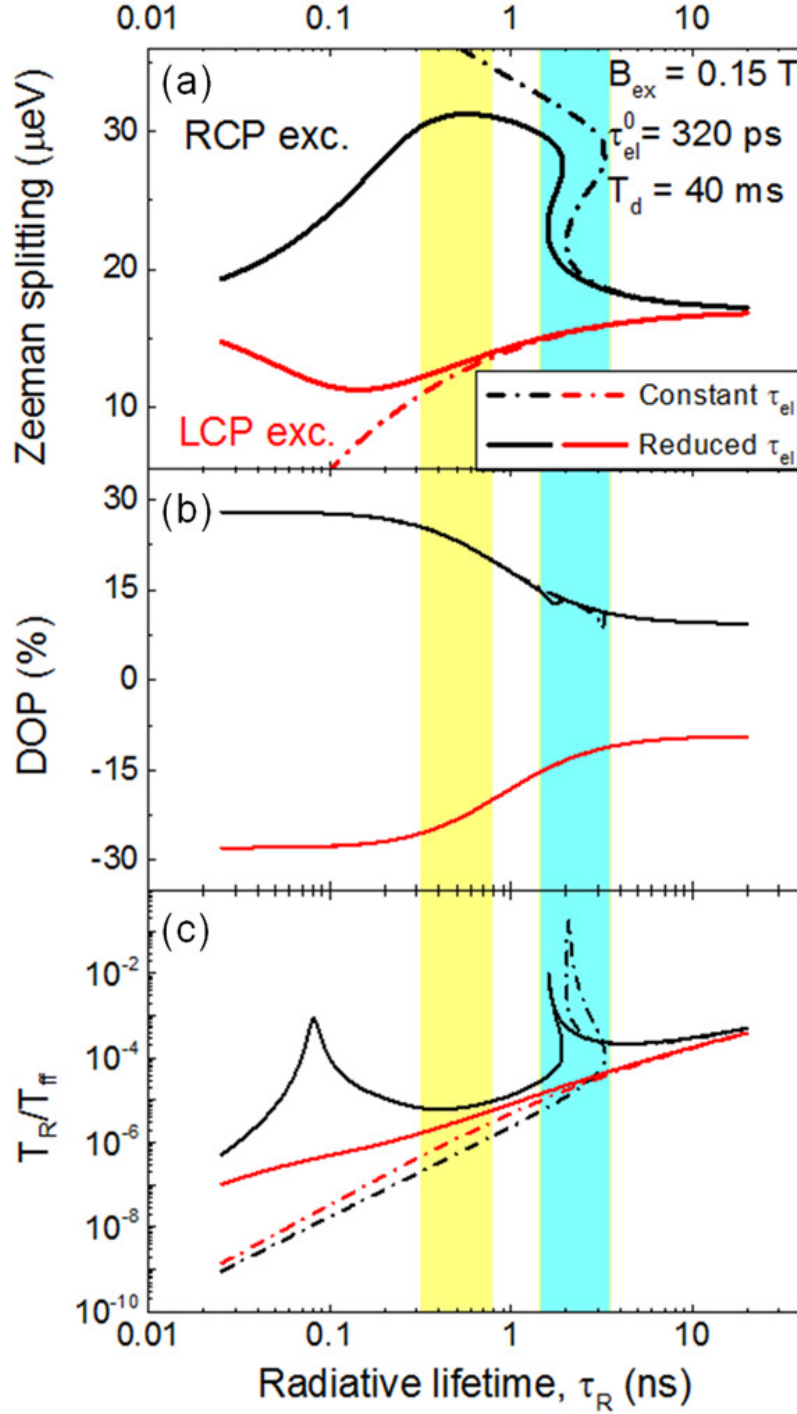 0.01 0.1 1 10
(a)
RCP exc.
B_ex = 0.15 T
τ_el^0 = 320 ps
T_d = 40 ms
30
20
10
Zeeman splitting (μeV)
LCP exc.
Constant τ_el
Reduced τ_el
(b)
30
15
0
-15
-30
DOP (%)
(c)
10^-2
10^-4
10^-6
10^-8
10^-10
T_R/T_ff
0.01 0.1 1 10
Radiative lifetime, τ_R (ns)